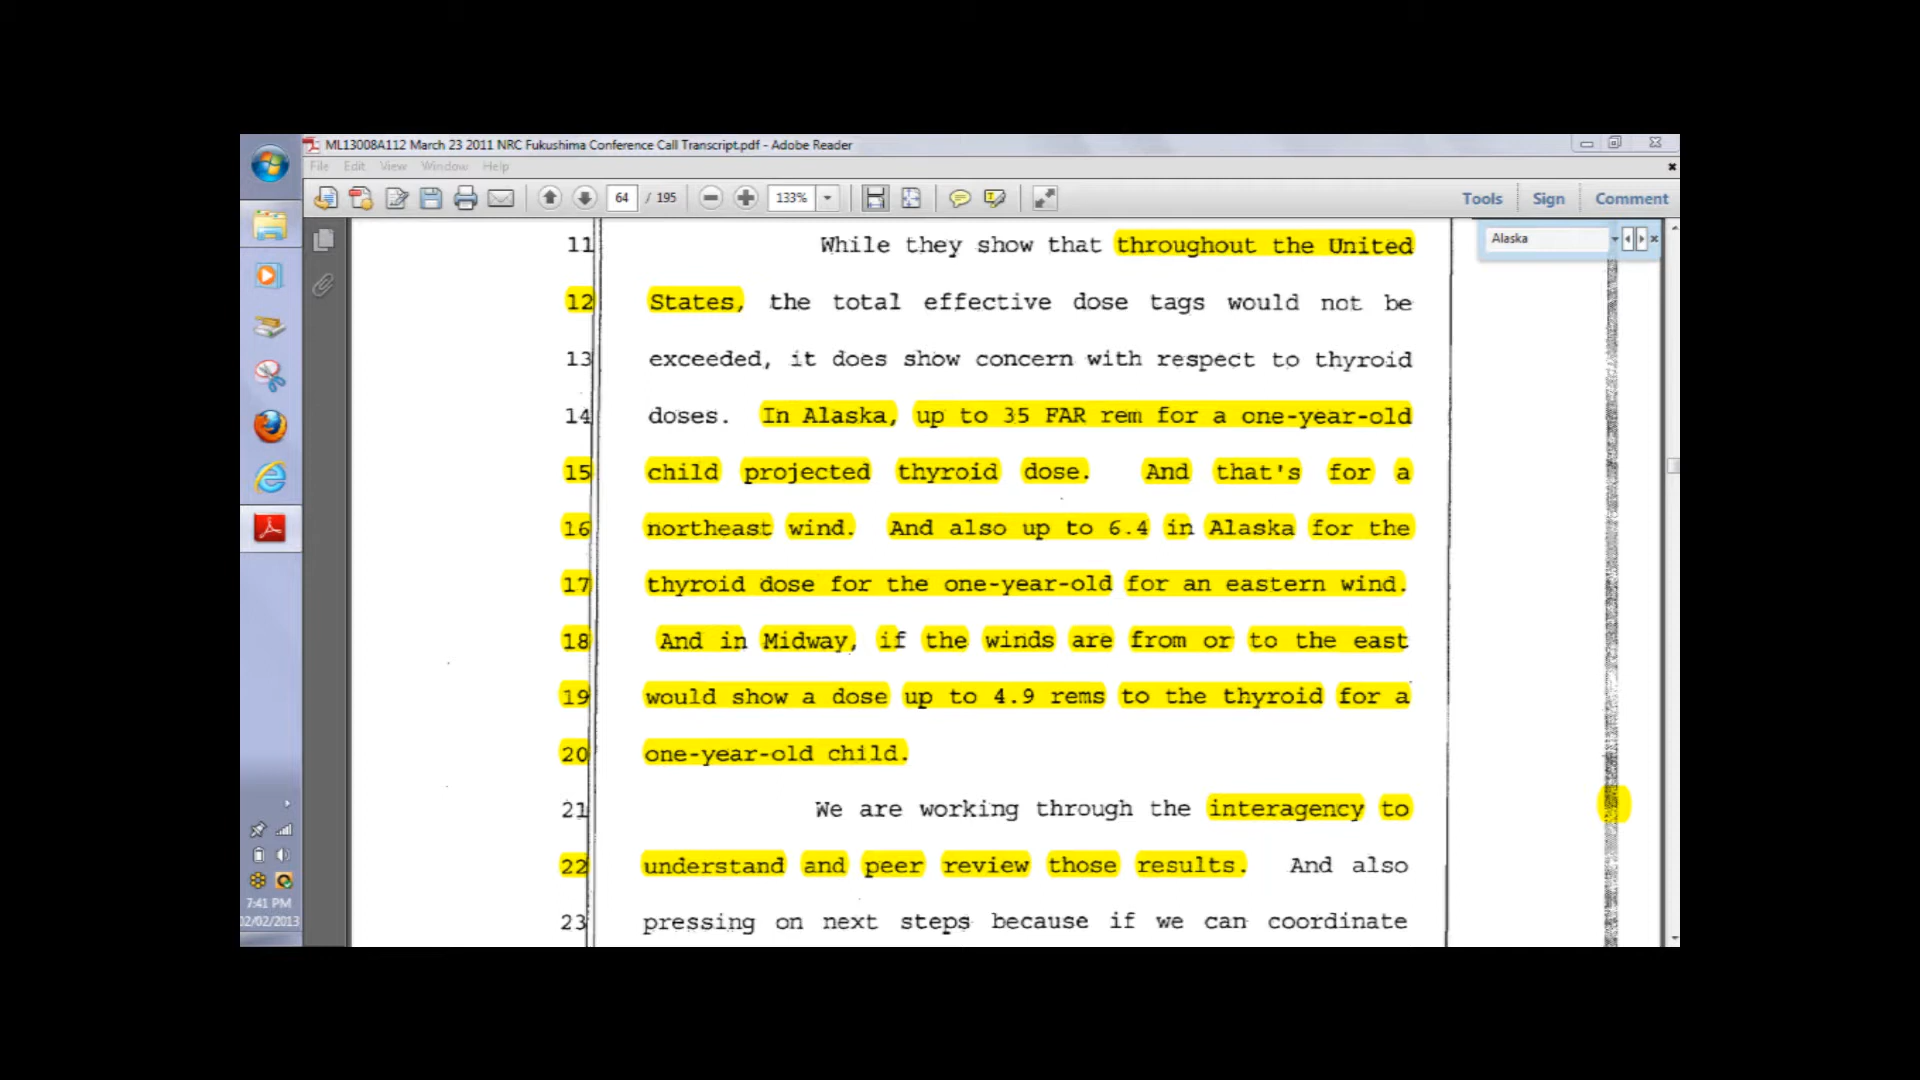 ML13008A112 March 23 2011 NRC Fukushima Conference Call Transcript.pdf - Adobe Reader
File Edit View Window Help
64 / 195 133% Tools Sign Comment
Alaska
11 While they show that throughout the United
12 States, the total effective dose tags would not be
13 exceeded, it does show concern with respect to thyroid
14 doses. In Alaska, up to 35 FAR rem for a one-year-old
15 child projected thyroid dose. And that's for a
16 northeast wind. And also up to 6.4 in Alaska for the
17 thyroid dose for the one-year-old for an eastern wind.
18 And in Midway, if the winds are from or to the east
19 would show a dose up to 4.9 rems to the thyroid for a
20 one-year-old child.
21 We are working through the interagency to
22 understand and peer review those results. And also
23 pressing on next steps because if we can coordinate
7:41 PM
02/02/2013